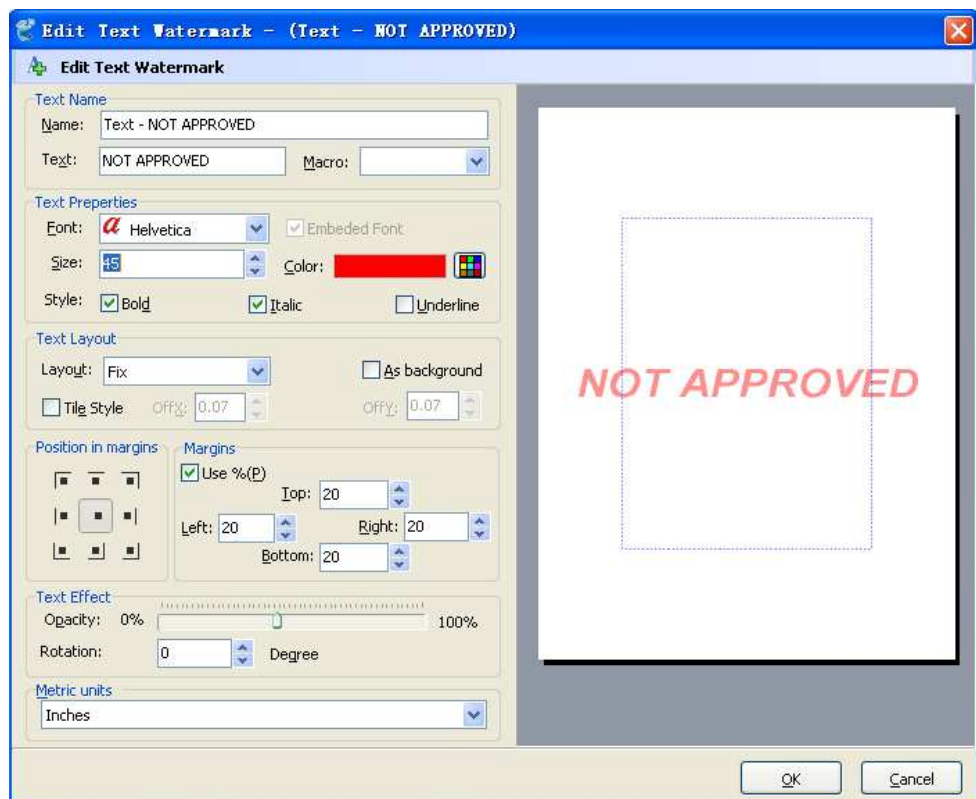 Edit Text Watermark - (Text - NOT APPROVED)
Edit Text Watermark
Text Name
Name: Text - NOT APPROVED
Text: NOT APPROVED Macro:
Text Preperties
Font: a Helvetica Embeded Font
Size: 45 Color:
Style: Bold Italic Underline
Text Layout
Layout: Fix As background
Tile Style OffX: 0.07 OffY: 0.07
Position in margins Margins
Use %(P)
Top: 20
Left: 20 Right: 20
Bottom: 20
Text Effect
Opacity: 0% 100%
Rotation: 0 Degree
Metric units
Inches
NOT APPROVED
OK Cancel